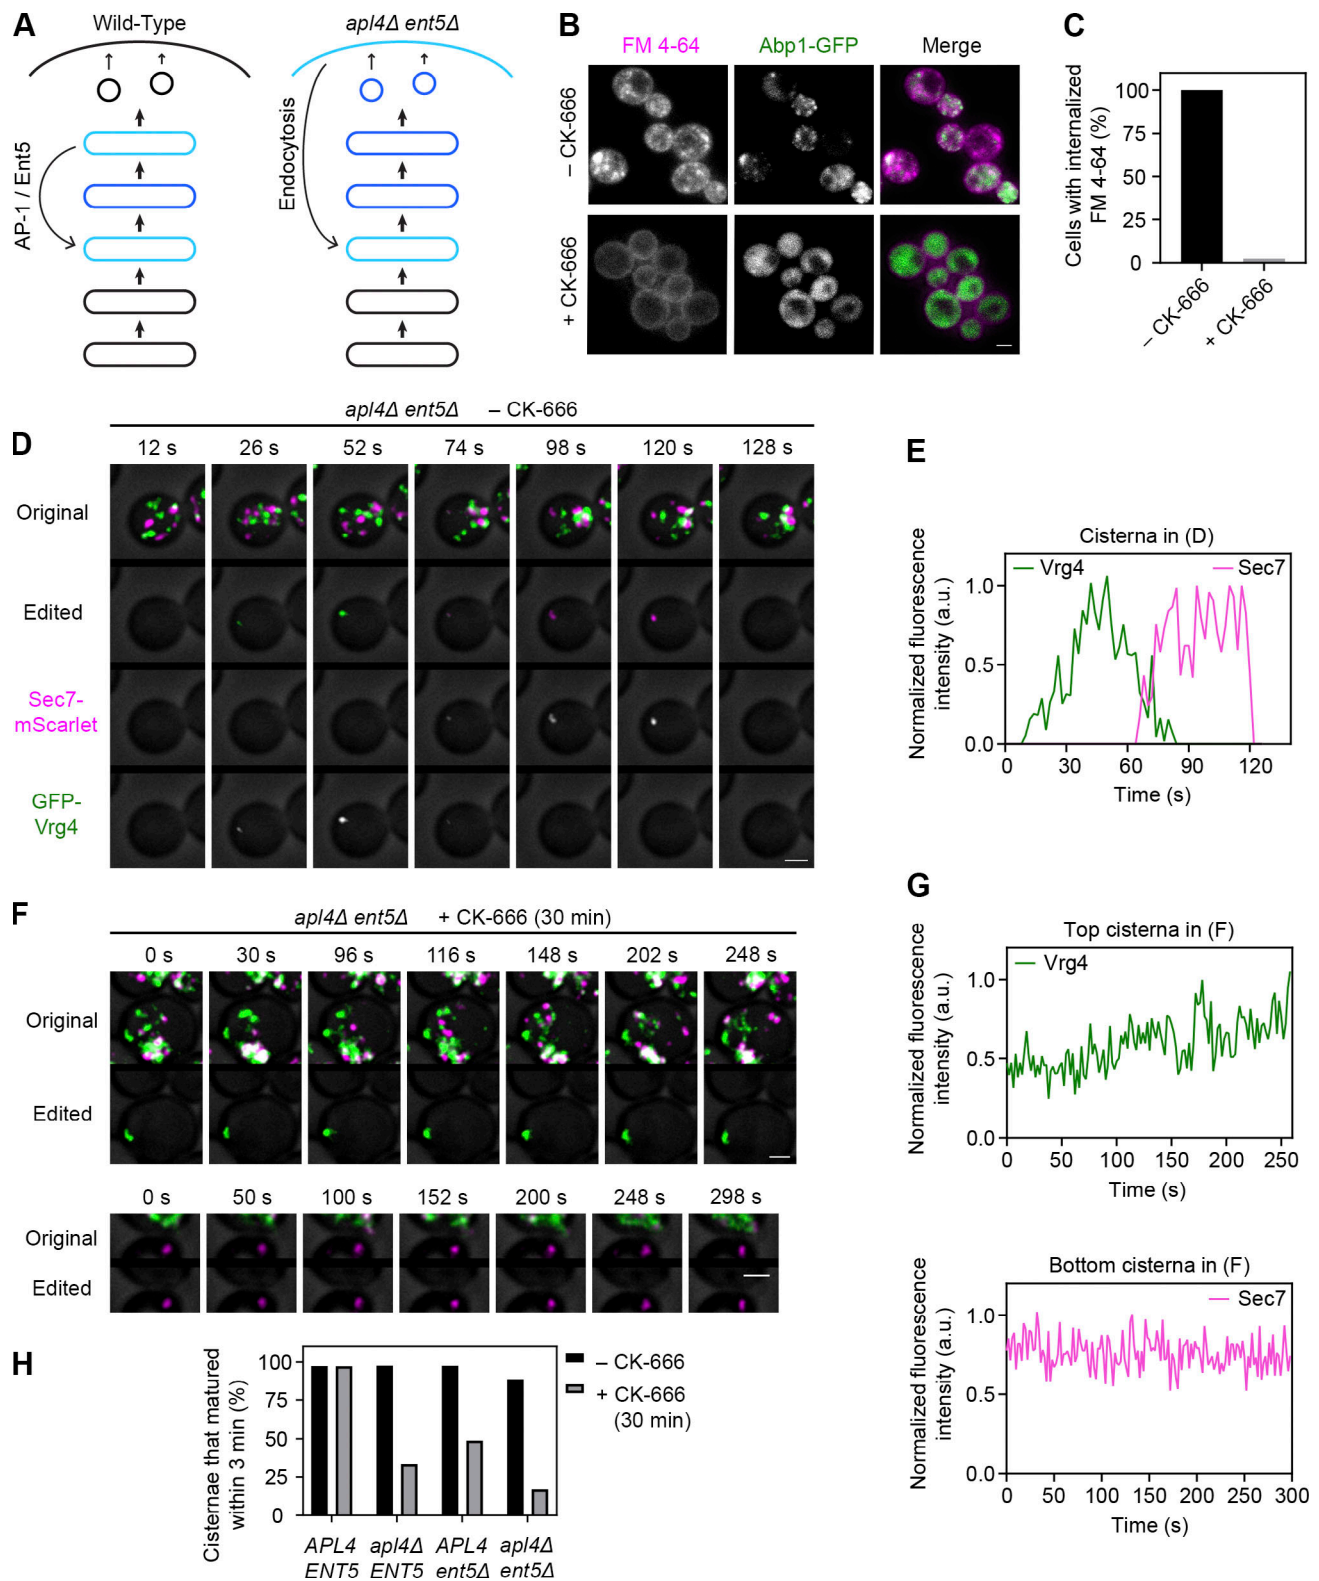 A
Wild-Type
apl4Δ ent5Δ
AP-1 / Ent5
Endocytosis
B
FM 4-64
Abp1-GFP
Merge
– CK-666
+ CK-666
C
Cells with internalized
FM 4-64 (%)
100
75
50
25
0
– CK-666
+ CK-666
apl4Δ ent5Δ – CK-666
D
12 s 26 s 52 s 74 s 98 s 120 s 128 s
Original
Edited
Sec7-
mScarlet
GFP-
Vrg4
E
Cisterna in (D)
Vrg4
Sec7
Normalized fluorescence
intensity (a.u.)
1.0
0.5
0.0
0 30 60 90 120
Time (s)
F
apl4Δ ent5Δ + CK-666 (30 min)
0 s 30 s 96 s 116 s 148 s 202 s 248 s
Original
Edited
0 s 50 s 100 s 152 s 200 s 248 s 298 s
Original
Edited
G
Top cisterna in (F)
Vrg4
Normalized fluorescence
intensity (a.u.)
1.0
0.5
0.0
0 50 100 150 200 250
Time (s)
Bottom cisterna in (F)
Sec7
Normalized fluorescence
intensity (a.u.)
1.0
0.5
0.0
0 50 100 150 200 250 300
Time (s)
H
Cisternae that matured
within 3 min (%)
100
75
50
25
0
– CK-666
+ CK-666
(30 min)
APL4 apl4Δ APL4 apl4Δ
ENT5 ENT5 ent5Δ ent5Δ